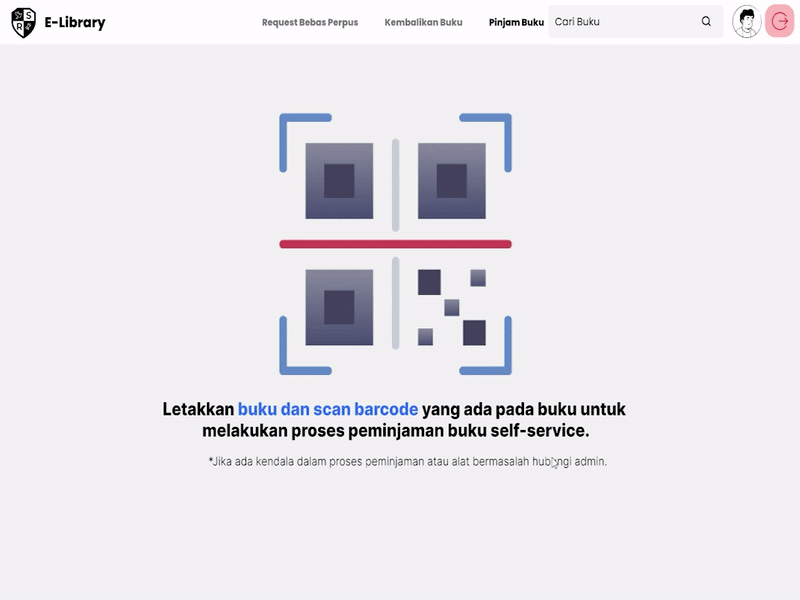 S
R
E-Library
Request Bebas Perpus
Kembalikan Buku
Pinjam Buku
Cari Buku
Letakkan buku dan scan barcode yang ada pada buku untuk
melakukan proses peminjaman buku self-service.
*Jika ada kendala dalam proses peminjaman atau alat bermasalah hubungi admin.